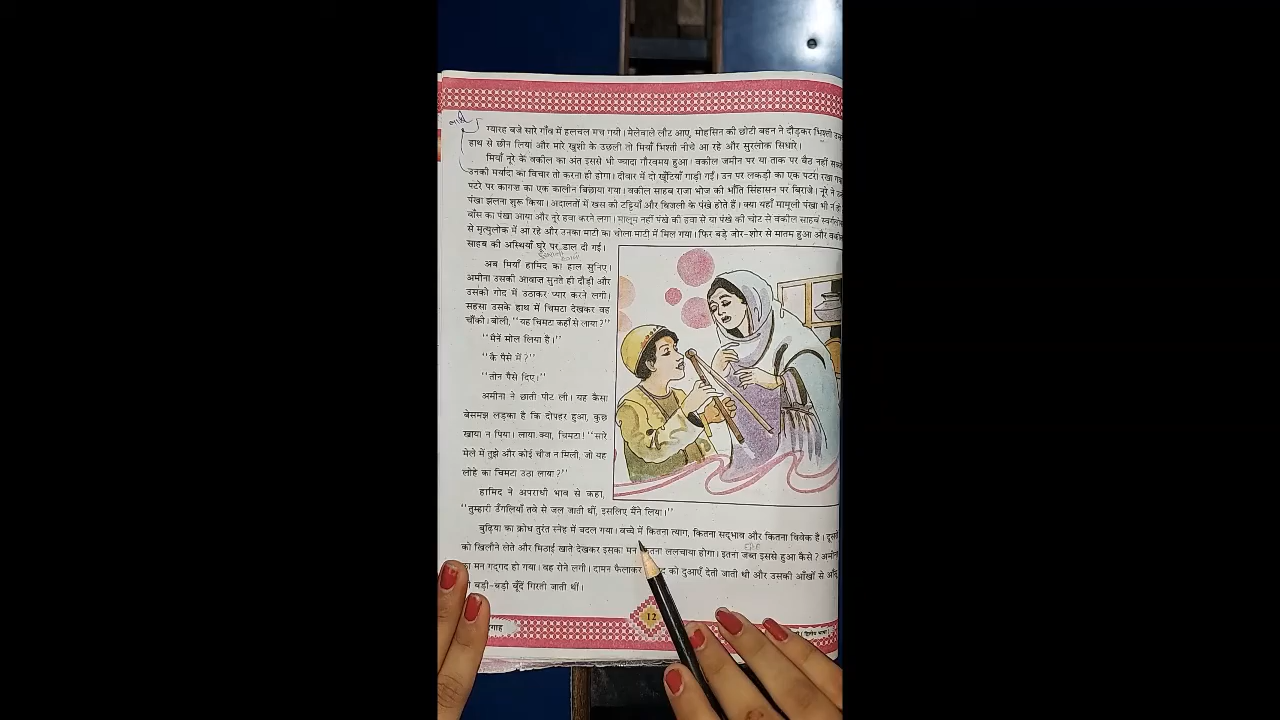 ग्यारह बजे सारे गाँव में हलचल मच गयी। मेलेवाले लौट आए, मोहसिन की छोटी बहन ने दौड़कर भिश्ती
हाथ से छीन लिया और मारे खुशी के उछली तो मियाँ भिश्ती नीचे आ रहे और सुरलोक सिधारे।
मियाँ नूरे के वकील का अंत इससे भी ज्यादा गौरवमय हुआ। वकील जमीन पर या ताक पर बैठ नहीं
उनकी मर्यादा का विचार तो करना ही होगा। दीवार में दो खूँटियाँ गाड़ी गईं। उन पर लकड़ी का एक पटरा रखा
पटरे पर कागज का एक कालीन बिछाया गया। वकील साहब राजा भोज की भाँति सिंहासन पर बिराजे। नूरे ने
पंखा झलना शुरू किया। अदालतों में खस की टट्टियाँ और बिजली के पंखे होते हैं। क्या यहाँ मामूली पंखा भी न
बाँस का पंखा आया और नूरे हवा करने लगा। मालूम नहीं पंखे की हवा से या पंखे की चोट से वकील साहब
से मृत्युलोक में आ रहे और उनका माटी का चोला माटी में मिल गया। फिर बड़े जोर-शोर से मातम हुआ और
साहब की अस्थियाँ घूरे पर डाल दी गईं।
अब मियाँ हामिद का हाल सुनिए।
अमीना उसकी आवाज सुनते ही दौड़ी और
उसको गोद में उठाकर प्यार करने लगी।
सहसा उसके हाथ में चिमटा देखकर वह
चौंकी। बोली, "यह चिमटा कहाँ से लाया?"
"मैंनें मोल लिया है।"
"कै पैसे में?"
"तीन पैसे दिए।"
अमीना ने छाती पीट ली। यह कैसा
बेसमझ लड़का है कि दोपहर हुआ, कुछ
खाया न पिया। लाया क्या, चिमटा! "सारे
मेले में तुझे और कोई चीज न मिली, जो यह
लोहे का चिमटा उठा लाया?"
हामिद ने अपराधी भाव से कहा,
"तुम्हारी उँगलियाँ तवे से जल जाती थीं, इसलिए मैंने लिया।"
बुढ़िया का क्रोध तुरंत स्नेह में बदल गया। बच्चे में कितना त्याग, कितना सद्भाव और कितना विवेक है।
को खिलौने लेते और मिठाई खाते देखकर इसका मन कितना ललचाया होगा। इतना जब्त इससे हुआ कैसे?
का मन गद्गद हो गया। वह रोने लगी। दामन फैलाकर को दुआएँ देती जाती थी और उसकी आँखों से
बड़ी-बड़ी बूँदें गिरती जाती थीं।
12